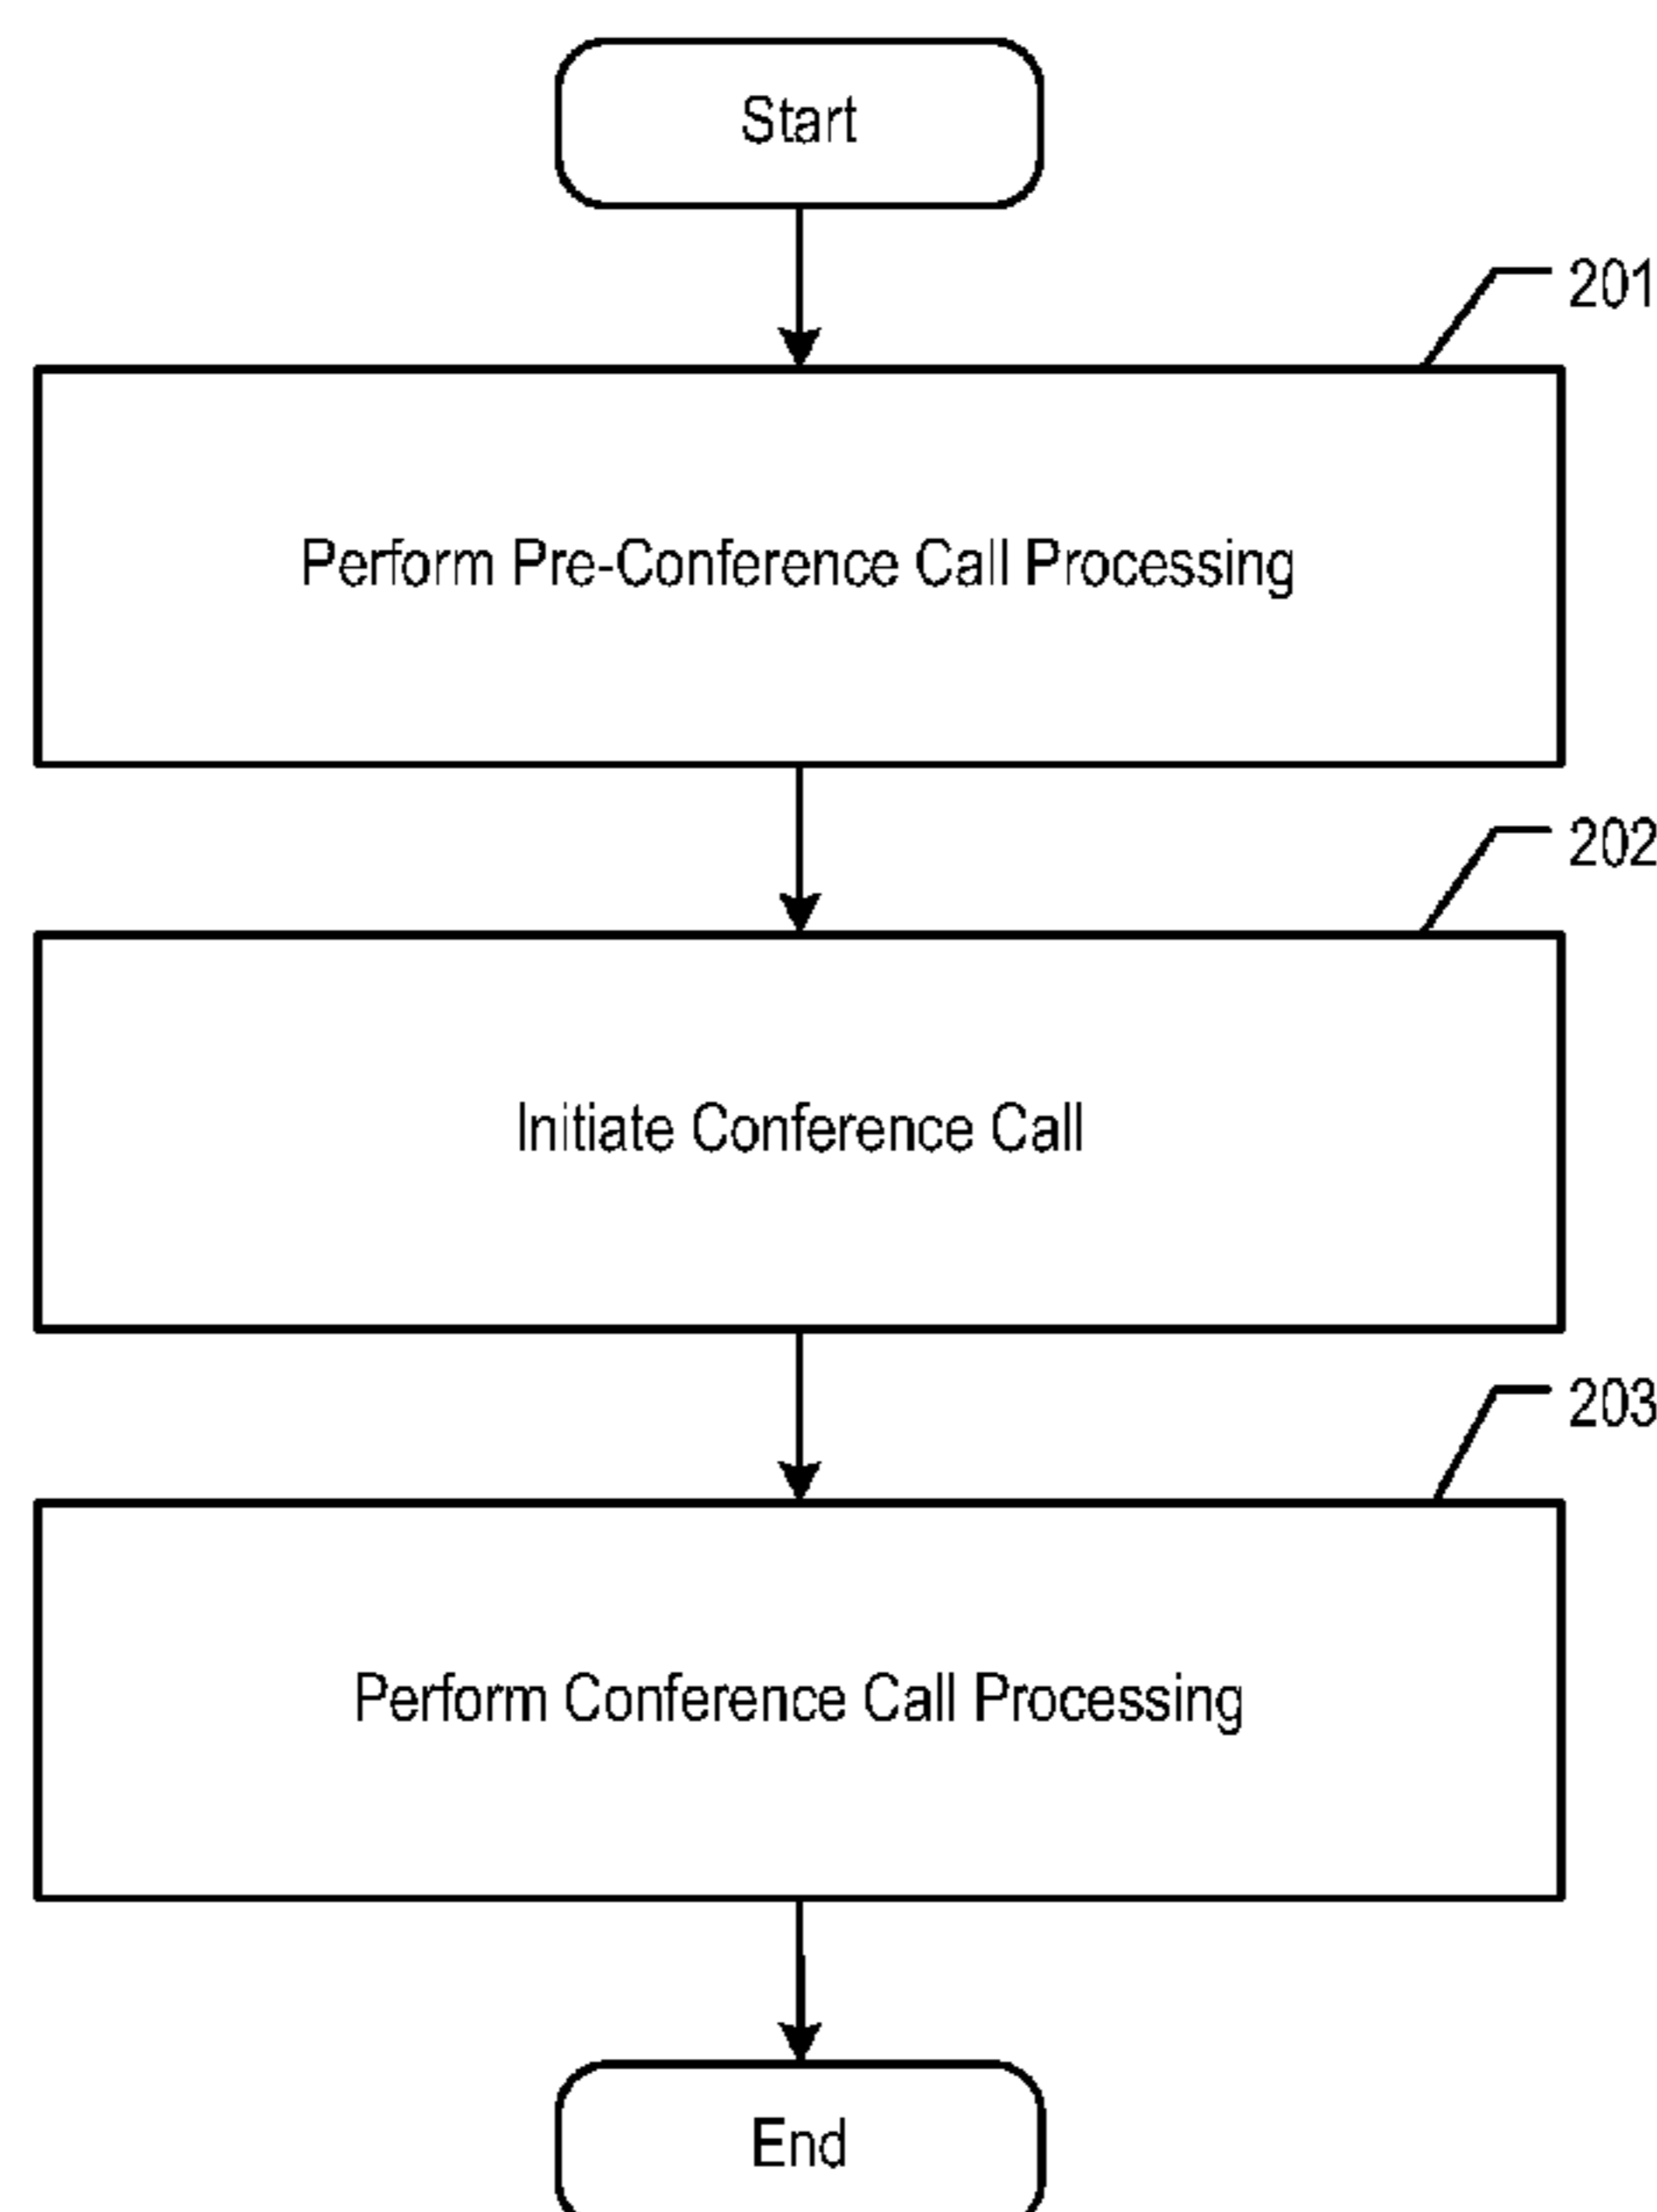 Start
201
Perform Pre-Conference Call Processing
202
Initiate Conference Call
203
Perform Conference Call Processing
End